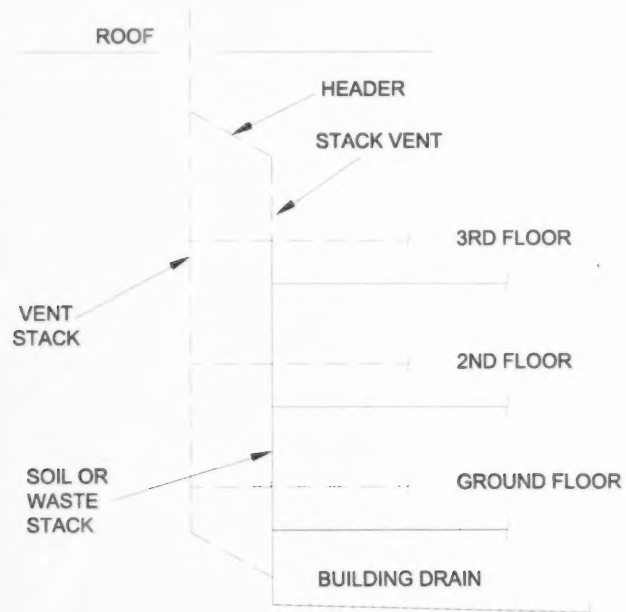 ROOF
HEADER
STACK VENT
3RD FLOOR
VENT
STACK
2ND FLOOR
SOIL OR
WASTE
STACK
GROUND FLOOR
BUILDING DRAIN